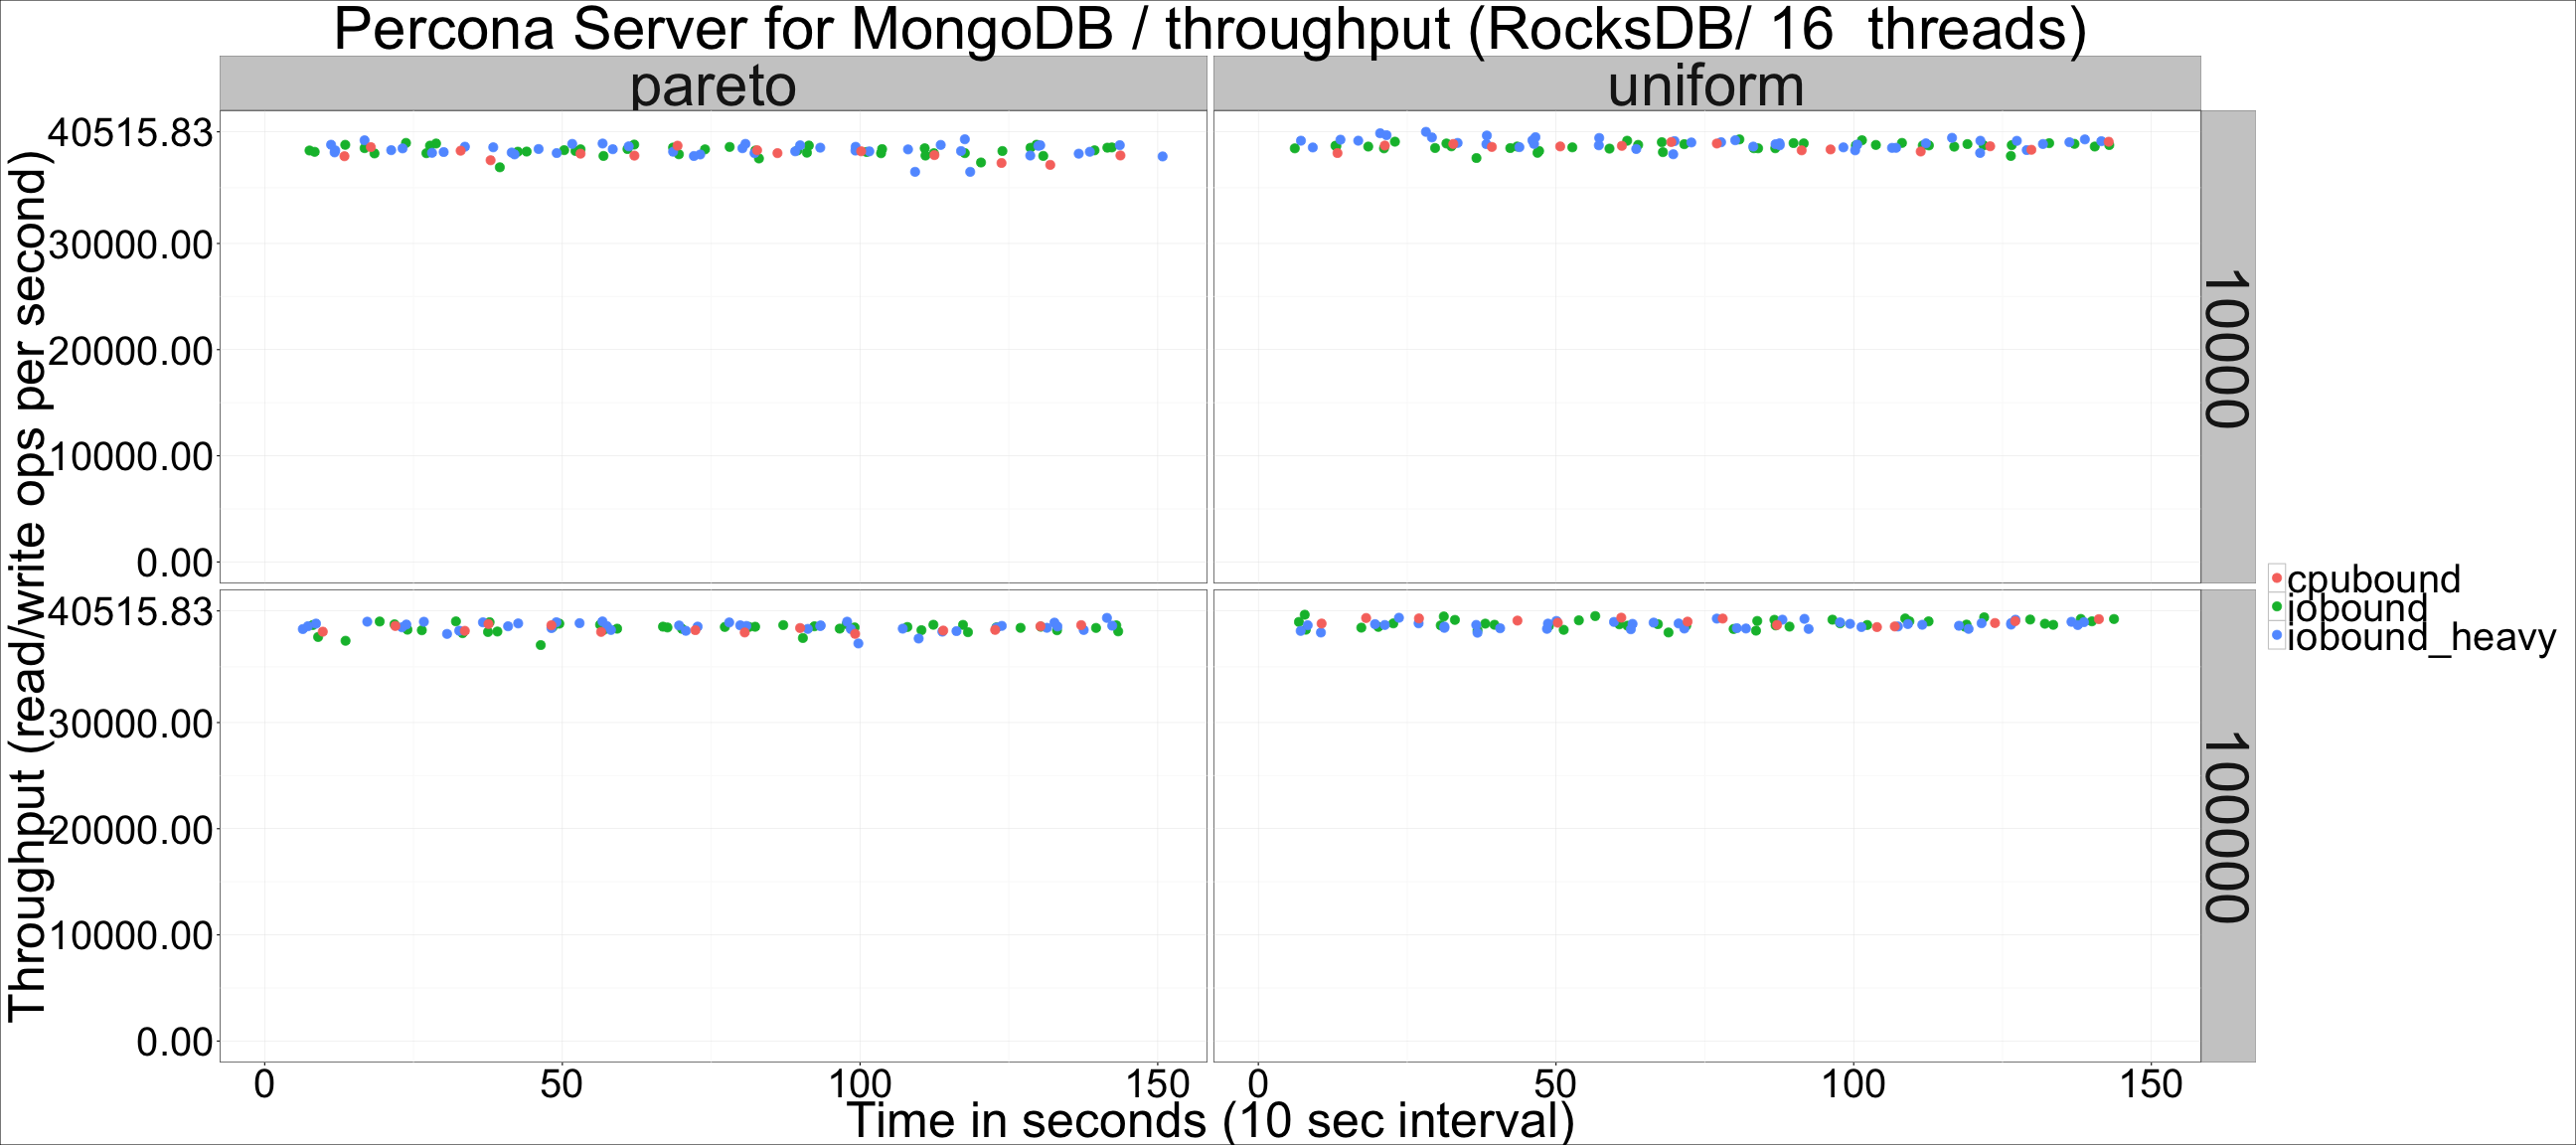 Percona Server for MongoDB / throughput (RocksDB/ 16  threads)
pareto
uniform
Throughput (read/write ops per second)
40515.83
30000.00
20000.00
10000.00
0.00
10000
40515.83
30000.00
20000.00
10000.00
0.00
1000000
cpubound
iobound
iobound_heavy
0 50 100 150
0 50 100 150
Time in seconds (10 sec interval)